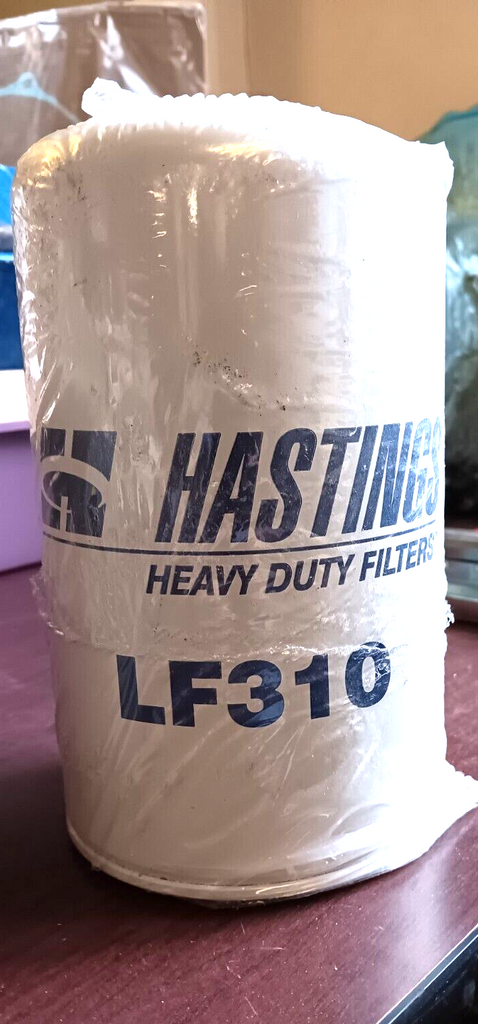 H
HASTINGS
HEAVY DUTY FILTERS
LF310